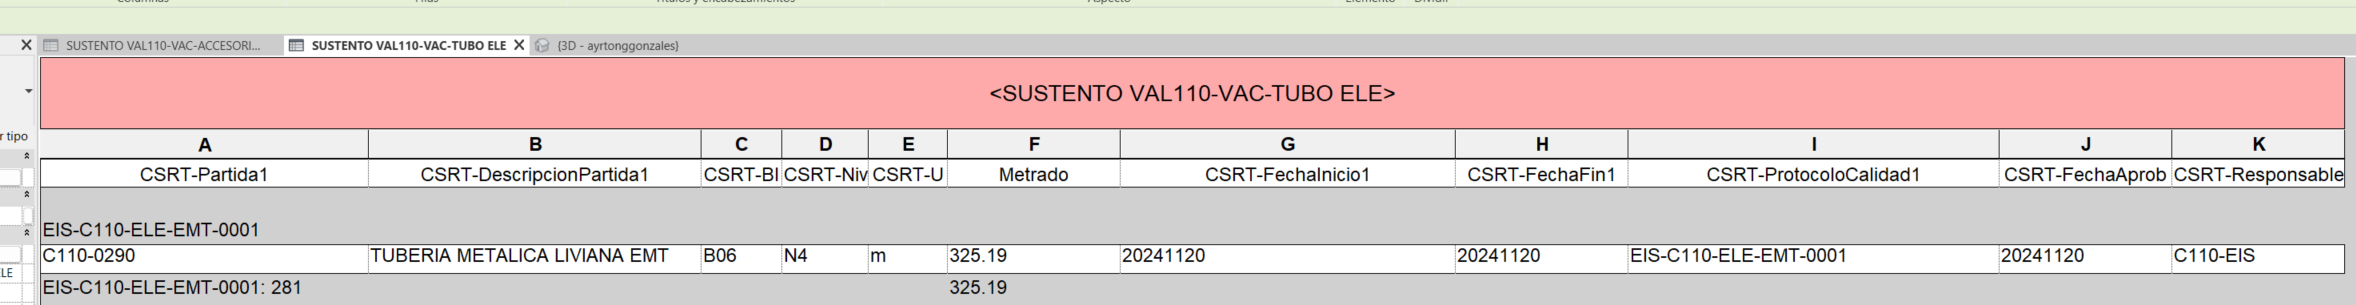 SUSTENTO VAL110-VAC-ACCESORI... SUSTENTO VAL110-VAC-TUBO ELE {3D - ayrtonggonzales}
<SUSTENTO VAL110-VAC-TUBO ELE>
r tipo
A B C D E F G H I J K
CSRT-Partida1 CSRT-DescripcionPartida1 CSRT-Bl CSRT-Niv CSRT-U Metrado CSRT-FechaInicio1 CSRT-FechaFin1 CSRT-ProtocoloCalidad1 CSRT-FechaAprob CSRT-Responsable
EIS-C110-ELE-EMT-0001
C110-0290 TUBERIA METALICA LIVIANA EMT B06 N4 m 325.19 20241120 20241120 EIS-C110-ELE-EMT-0001 20241120 C110-EIS
LE
EIS-C110-ELE-EMT-0001: 281 325.19